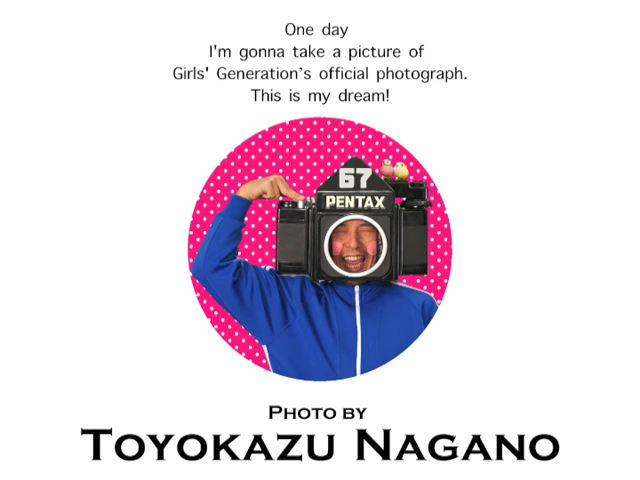 One day
I'm gonna take a picture of
Girls' Generation's official photograph.
This is my dream!
67
PENTAX
PHOTO BY
TOYOKAZU NAGANO